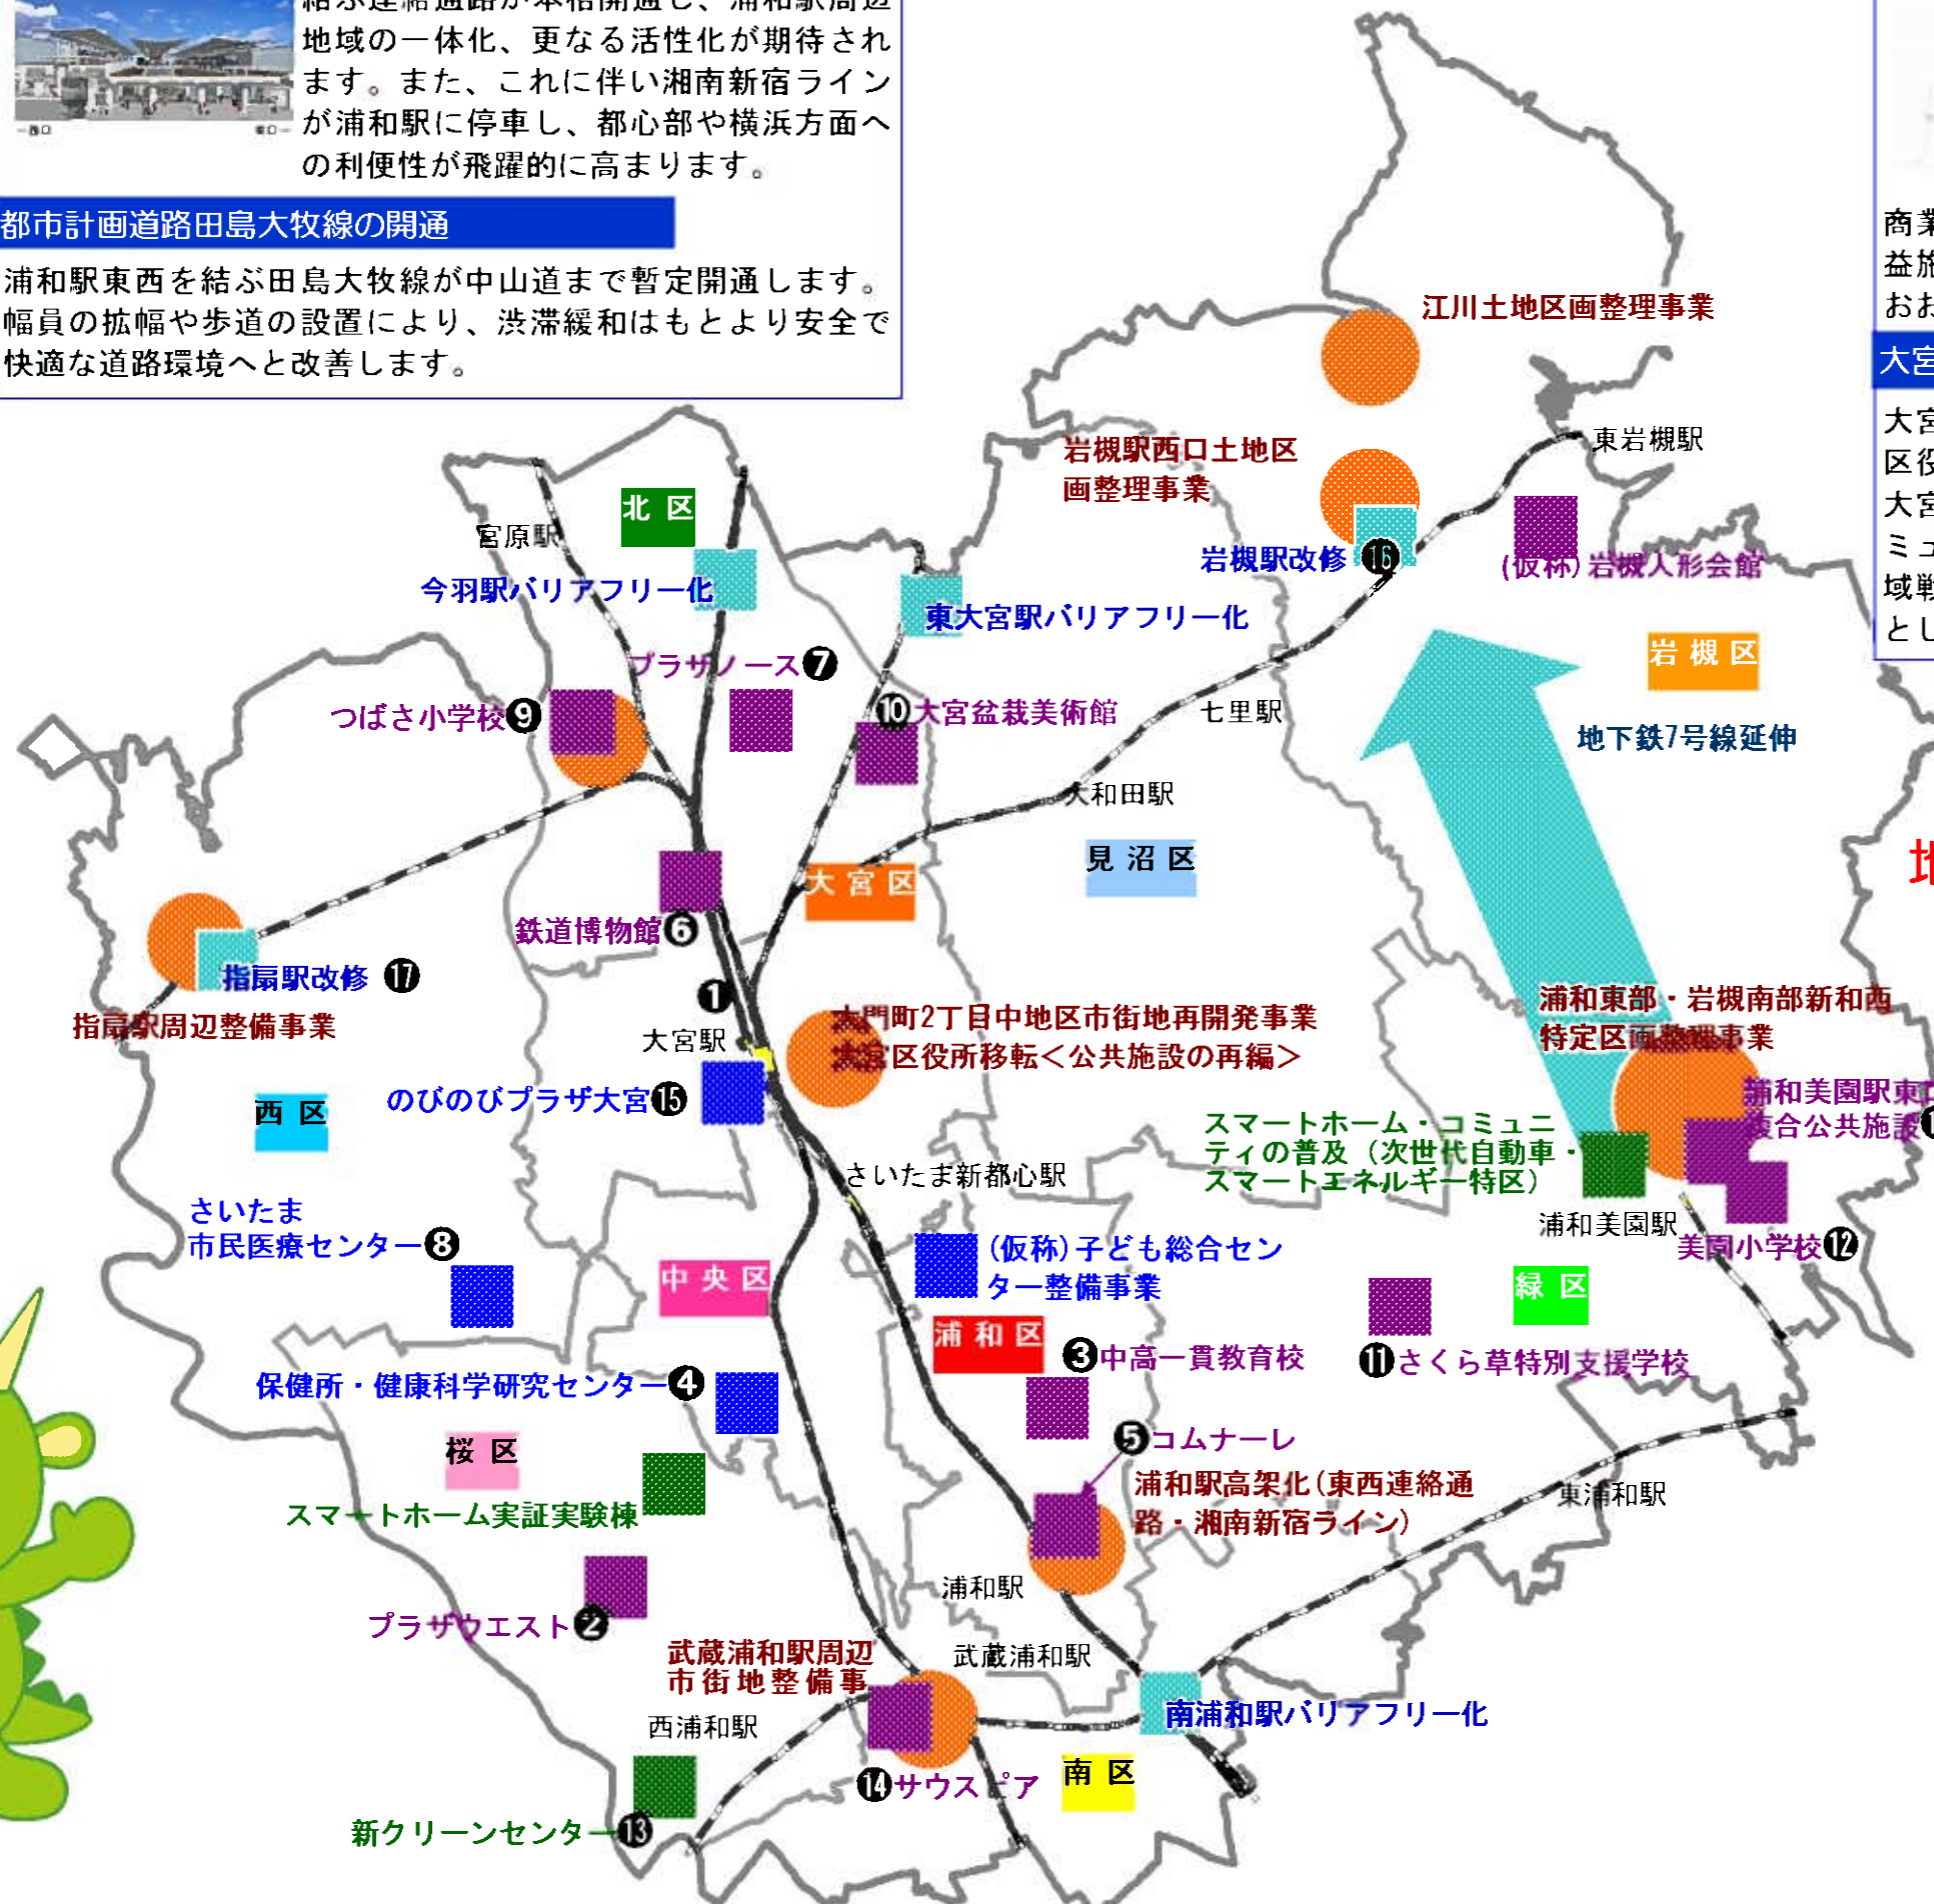 結ぶ連絡通路が本格開通し、浦和駅周辺
地域の一体化、更なる活性化が期待され
ます。また、これに伴い湘南新宿ライン
が浦和駅に停車し、都心部や横浜方面へ
の利便性が飛躍的に高まります。
都市計画道路田島大牧線の開通
浦和駅東西を結ぶ田島大牧線が中山道まで暫定開通します。
幅員の拡幅や歩道の設置により、渋滞緩和はもとより安全で
快適な道路環境へと改善します。
商業
益施
おお
大宮
大宮
区役
大宮
ミュ
域戦
とし
江川土地区画整理事業
東岩槻駅
岩槻駅西口土地区
画整理事業
北区
宮原駅
岩槻駅改修 ⓰
(仮称)岩槻人形会館
今羽駅バリアフリー化
東大宮駅バリアフリー化
岩槻区
プラザノース❼
つばさ小学校❾
❿大宮盆栽美術館
七里駅
地下鉄7号線延伸
大和田駅
見沼区
大宮区
地
鉄道博物館❻
指扇駅改修 ⓱
指扇駅周辺整備事業
❶
大宮駅
大門町2丁目中地区市街地再開発事業
大宮区役所移転＜公共施設の再編＞
浦和東部・岩槻南部新和西
特定区画整理事業
のびのびプラザ大宮⓯
西区
浦和美園駅東口
複合公共施設
スマートホーム・コミュニ
ティの普及（次世代自動車・
スマートエネルギー特区）
さいたま新都心駅
さいたま
市民医療センター❽
浦和美園駅
美園小学校⓬
(仮称)子ども総合セン
ター整備事業
中央区
緑区
浦和区
❸中高一貫教育校
⓫さくら草特別支援学校
保健所・健康科学研究センター❹
桜区
❺コムナーレ
スマートホーム実証実験棟
浦和駅高架化(東西連絡通
路・湘南新宿ライン)
東浦和駅
浦和駅
プラザウエスト❷
武蔵浦和駅周辺
市街地整備事
武蔵浦和駅
西浦和駅
南浦和駅バリアフリー化
⓮サウスピア
南区
新クリーンセンター⓭